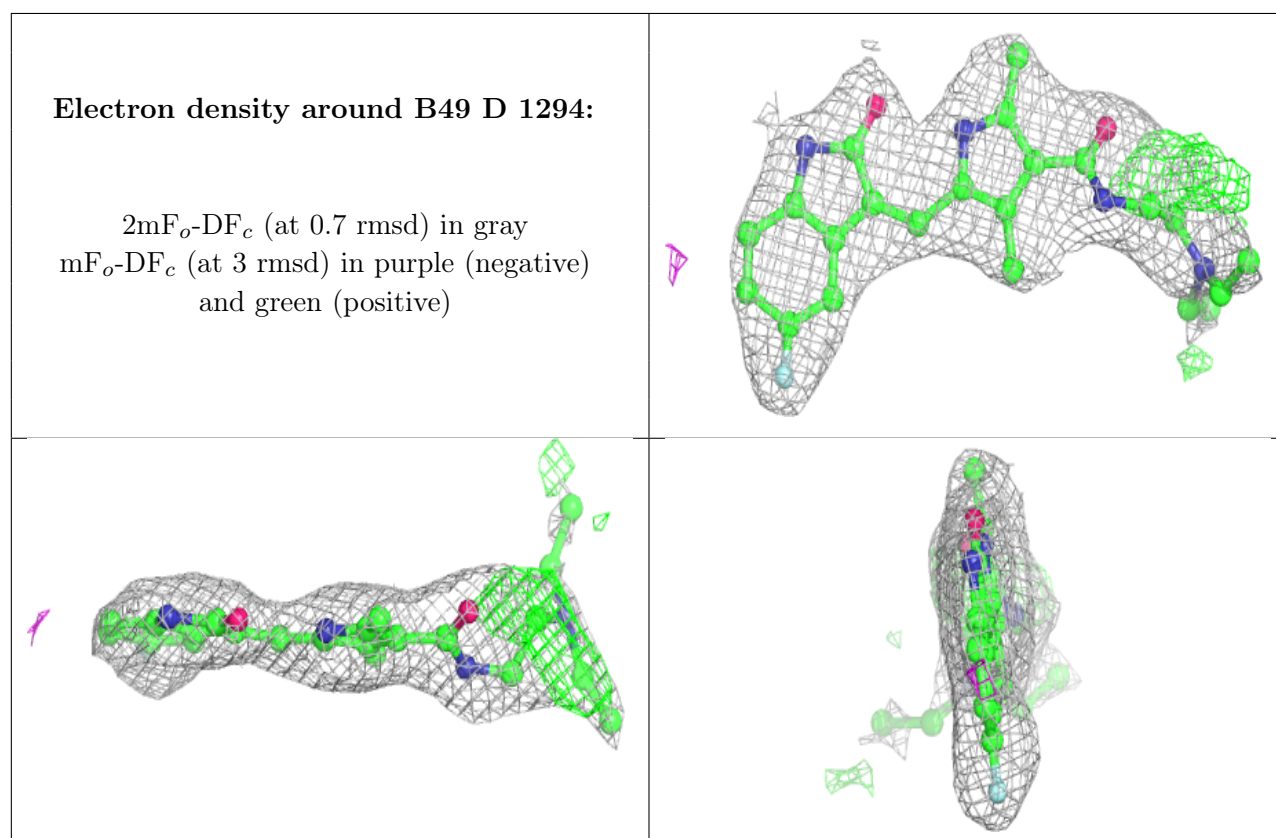 Electron density around B49 D 1294:
2mFo-DFc (at 0.7 rmsd) in gray
mFo-DFc (at 3 rmsd) in purple (negative)
and green (positive)